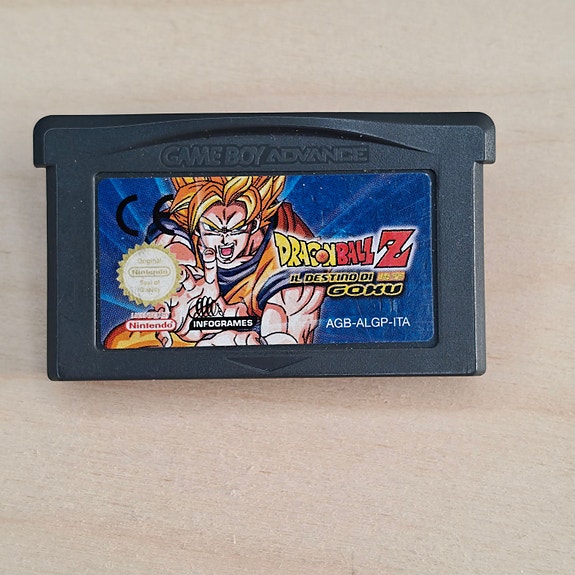 GAME BOY ADVANCE
CE
DRAGON BALL Z
IL DESTINO DI
GOKU
Original
Nintendo
Seal of
Nintendo
INFOGRAMES
AGB-ALGP-ITA